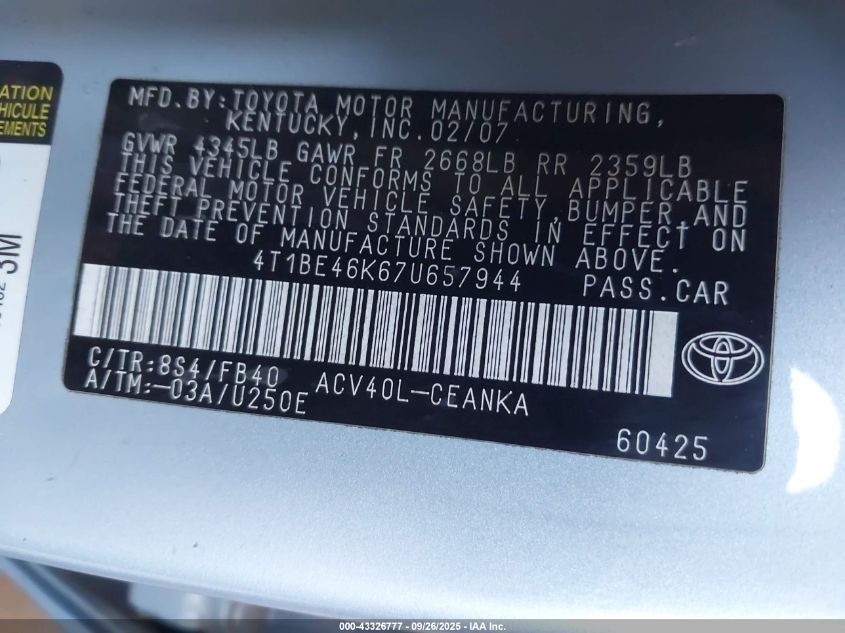 ATION
EHICULE
EMENTS
3M
MFD.BY:TOYOTA MOTOR MANUFACTURING,
KENTUCKY,INC.02/07
GVWR 4345LB GAWR FR 2668LB RR 2359LB
THIS VEHICLE CONFORMS TO ALL APPLICABLE
FEDERAL MOTOR VEHICLE SAFETY,BUMPER,AND
THEFT PREVENTION STANDARDS IN EFFECT ON
THE DATE OF MANUFACTURE SHOWN ABOVE.
4T1BE46K67U657944 PASS.CAR
C/TR:8S4/FB40 ACV40L-CEANKA
A/TM:-03A/U250E
60425
000-43326777 - 09/26/2025 - IAA Inc.